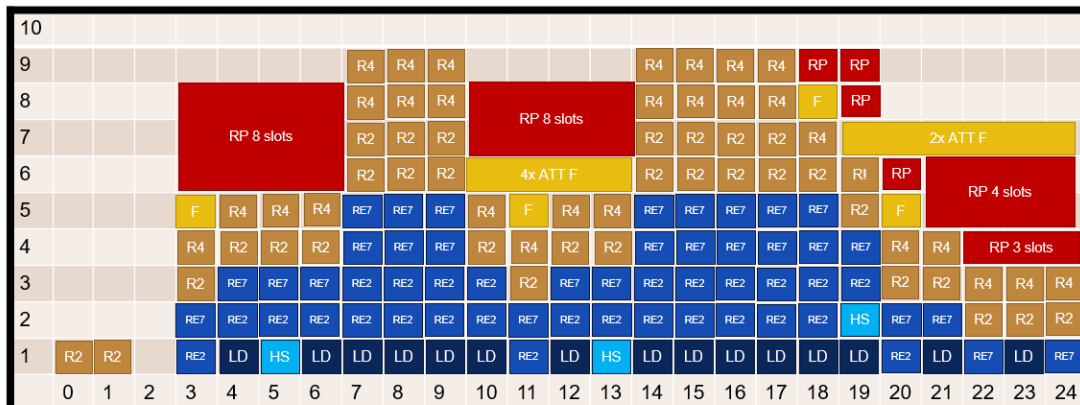 10
9 R4 R4 R4 R4 R4 R4 R4 RP RP
8 R4 R4 R4 RP 8 slots R4 R4 R4 R4 F RP
7 RP 8 slots R2 R2 R2 R2 R2 R2 R2 R4 2x ATT F
6 R2 R2 R2 4x ATT F R2 R2 R2 R2 R2 RI RP RP 4 slots
5 F R4 R4 R4 RE7 RE7 RE7 R4 F R4 R4 RE7 RE7 RE7 RE7 RE7 R2 F
4 R4 R2 R2 R2 RE7 RE7 RE7 R2 R4 R2 R2 RE7 RE7 RE7 RE7 RE7 RE7 R4 R4 RP 3 slots
3 R2 RE7 RE7 RE7 RE2 RE2 RE2 RE2 R2 RE7 RE7 RE2 RE2 RE2 RE2 RE2 RE2 R2 R2 R4 R4 R4
2 RE7 RE2 RE2 RE2 RE2 RE2 RE2 RE2 RE2 RE2 RE2 RE2 RE2 RE2 RE2 RE2 HS RE7 RE7 R2 R2 R2
1 R2 R2 RE2 LD HS LD LD LD LD LD RE2 LD HS LD LD LD LD LD LD RE2 LD RE7 LD RE7
0 1 2 3 4 5 6 7 8 9 10 11 12 13 14 15 16 17 18 19 20 21 22 23 24